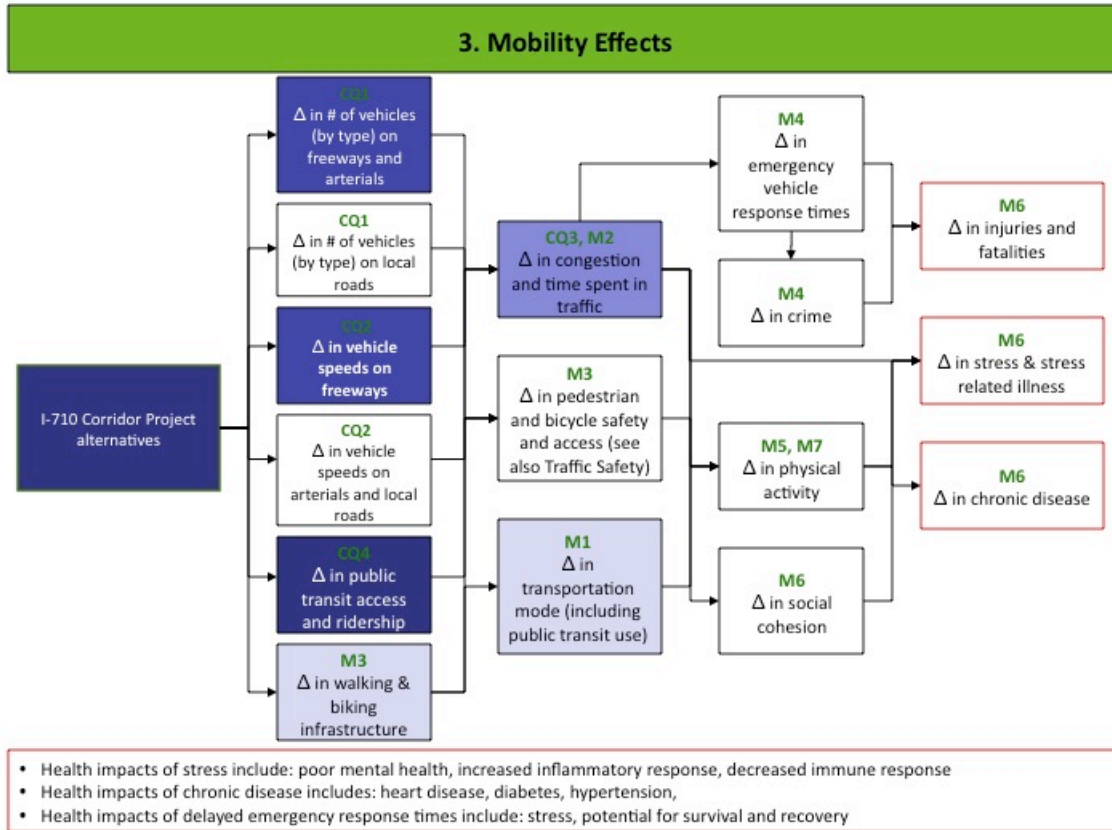 3. Mobility Effects
I-710 Corridor Project
alternatives
CQ1
Δ in # of vehicles
(by type) on
freeways and
arterials
CQ1
Δ in # of vehicles
(by type) on local
roads
CQ2
Δ in vehicle
speeds on
freeways
CQ2
Δ in vehicle
speeds on
arterials and local
roads
CQ4
Δ in public
transit access
and ridership
M3
Δ in walking &
biking
infrastructure
CQ3, M2
Δ in congestion
and time spent in
traffic
M3
Δ in pedestrian
and bicycle safety
and access (see
also Traffic Safety)
M1
Δ in
transportation
mode (including
public transit use)
M4
Δ in
emergency
vehicle
response times
M4
Δ in crime
M5, M7
Δ in physical
activity
M6
Δ in social
cohesion
M6
Δ in injuries and
fatalities
M6
Δ in stress & stress
related illness
M6
Δ in chronic disease
• Health impacts of stress include: poor mental health, increased inflammatory response, decreased immune response
• Health impacts of chronic disease includes: heart disease, diabetes, hypertension,
• Health impacts of delayed emergency response times include: stress, potential for survival and recovery